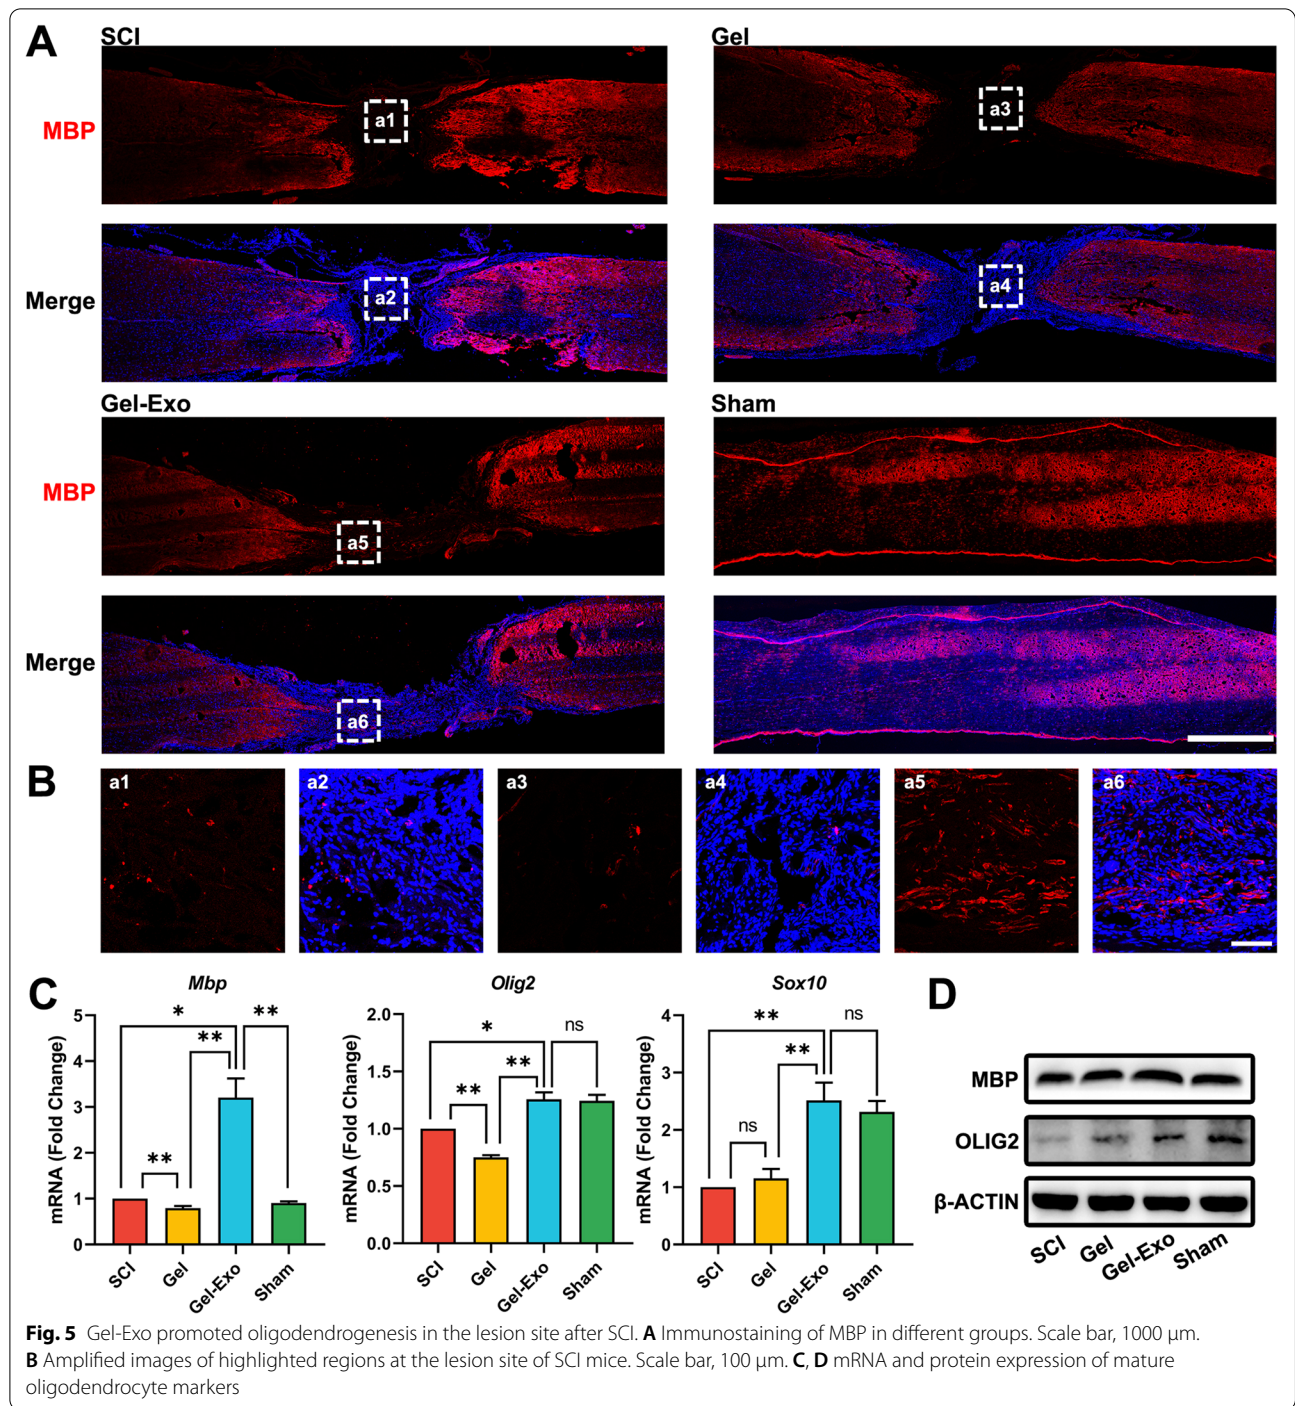 A
SCI
Gel
MBP
a1
a3
Merge
a2
a4
Gel-Exo
Sham
MBP
a5
Merge
a6
B
a1
a2
a3
a4
a5
a6
C
Mbp
mRNA (Fold Change)
5
4
3
2
1
0
*
**
**
**
SCI
Gel
Gel-Exo
Sham
Olig2
mRNA (Fold Change)
2.0
1.5
1.0
0.5
0.0
*
ns
**
**
SCI
Gel
Gel-Exo
Sham
Sox10
mRNA (Fold Change)
4
3
2
1
0
**
ns
**
ns
SCI
Gel
Gel-Exo
Sham
D
MBP
OLIG2
β-ACTIN
SCI
Gel
Gel-Exo
Sham
Fig. 5 Gel-Exo promoted oligodendrogenesis in the lesion site after SCI. A Immunostaining of MBP in different groups. Scale bar, 1000 µm.
B Amplified images of highlighted regions at the lesion site of SCI mice. Scale bar, 100 µm. C, D mRNA and protein expression of mature
oligodendrocyte markers